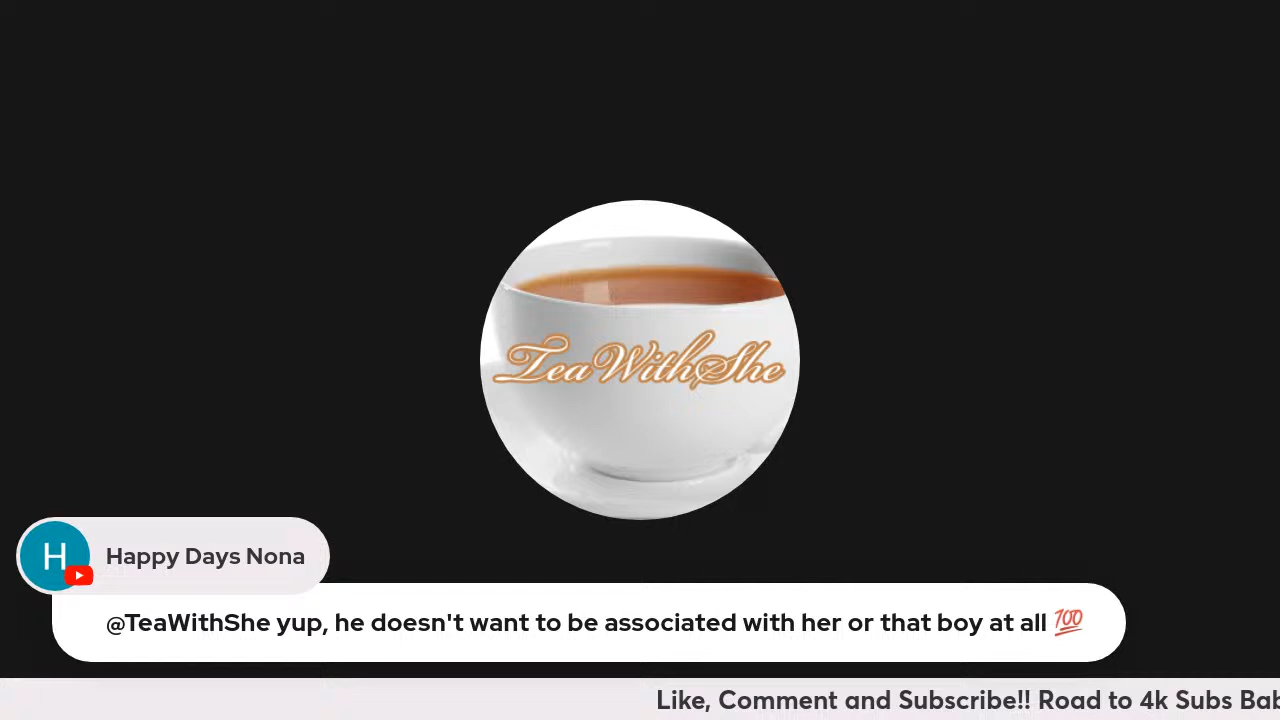 TeaWithShe
H
Happy Days Nona
@TeaWithShe yup, he doesn't want to be associated with her or that boy at all 💯
Like, Comment and Subscribe!! Road to 4k Subs Bab